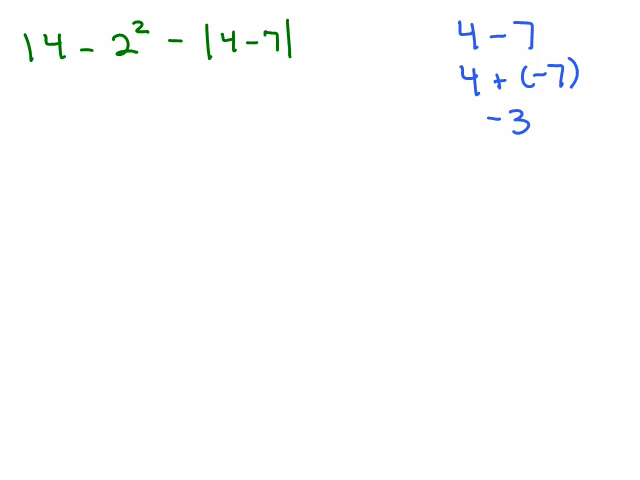 14 - 2² - |4-7|
4 - 7
4 + (-7)
-3